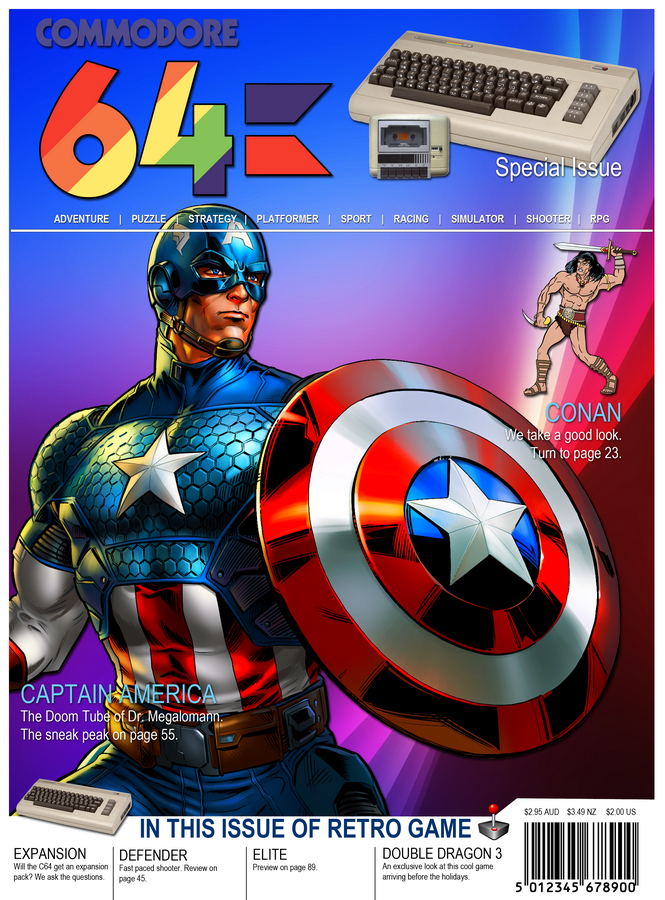 COMMODORE
64
Special Issue
ADVENTURE | PUZZLE | STRATEGY | PLATFORMER | SPORT | RACING | SIMULATOR | SHOOTER | RPG
A
CONAN
We take a good look.
Turn to page 23.
CAPTAIN AMERICA
The Doom Tube of Dr. Megalomann.
The sneak peak on page 55.
IN THIS ISSUE OF RETRO GAME
EXPANSION
Will the C64 get an expansion
pack? We ask the questions.
DEFENDER
Fast paced shooter. Review on
page 45.
ELITE
Preview on page 89.
DOUBLE DRAGON 3
An exclusive look at this cool game
arriving before the holidays.
$2.95 AUD $3.49 NZ $2.00 US
5 012345 678900